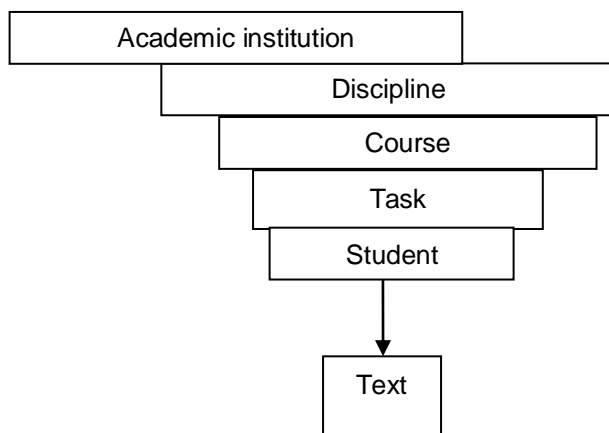 Academic institution
Discipline
Course
Task
Student
Text